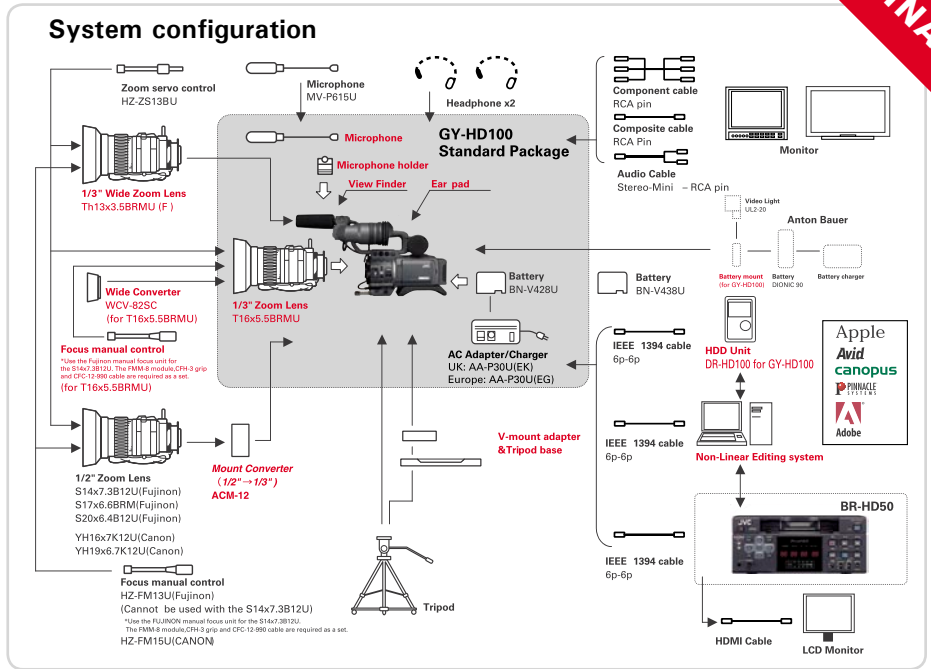 System configuration
INA
Zoom servo control
HZ-ZS13BU
Microphone
MV-P615U
Headphone x2
Component cable
RCA pin
Composite cable
RCA Pin
Audio Cable
Stereo-Mini – RCA pin
Monitor
GY-HD100
Standard Package
Microphone
Microphone holder
View Finder
Ear pad
1/3" Wide Zoom Lens
Th13x3.5BRMU (F )
Video Light
UL2-20
Anton Bauer
Battery mount
(for GY-HD100)
Battery
DIONIC 90
Battery charger
Wide Converter
WCV-82SC
(for T16x5.5BRMU)
1/3" Zoom Lens
T16x5.5BRMU
Battery
BN-V428U
Battery
BN-V438U
Focus manual control
*Use the Fujinon manual focus unit for
the S14x7.3B12U. The FMM-8 module,CFH-3 grip
and CFC-12-990 cable are required as a set.
(for T16x5.5BRMU)
AC Adapter/Charger
UK: AA-P30U(EK)
Europe: AA-P30U(EG)
IEEE 1394 cable
6p-6p
HDD Unit
DR-HD100 for GY-HD100
Apple
Avid
canopus
PINNACLE
SYSTEMS
Adobe
1/2" Zoom Lens
S14x7.3B12U(Fujinon)
S17x6.6BRM(Fujinon)
S20x6.4B12U(Fujinon)
YH16x7K12U(Canon)
YH19x6.7K12U(Canon)
Mount Converter
(1/2"→1/3")
ACM-12
V-mount adapter
&Tripod base
IEEE 1394 cable
6p-6p
Non-Linear Editing system
BR-HD50
JVC
IEEE 1394 cable
6p-6p
Focus manual control
HZ-FM13U(Fujinon)
(Cannot be used with the S14x7.3B12U)
*Use the FUJINON manual focus unit for the S14x7.3B12U.
The FMM-8 module,CFH-3 grip and CFC-12-990 cable are required as a set.
HZ-FM15U(CANON)
Tripod
HDMI Cable
LCD Monitor